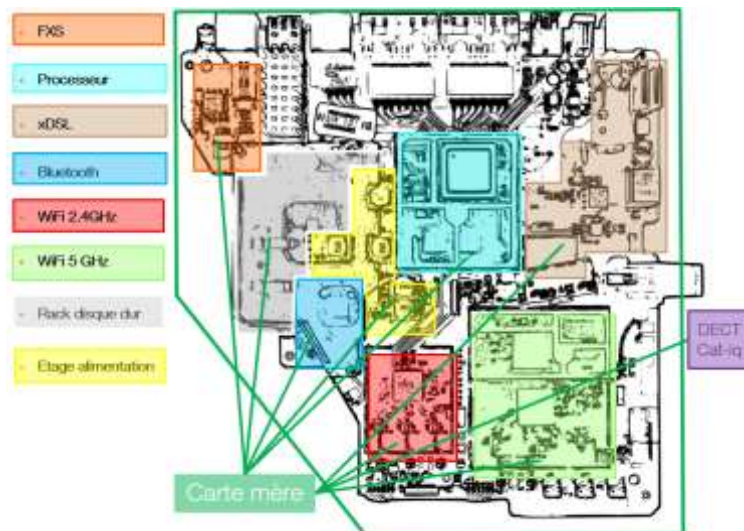 - FXS
- Processeur
- xDSL
- Bluetooth
- WiFi 2.4GHz
- WiFi 5 GHz
- Rack disque dur
- Etage alimentation
DECT
Cat-iq
Carte mère